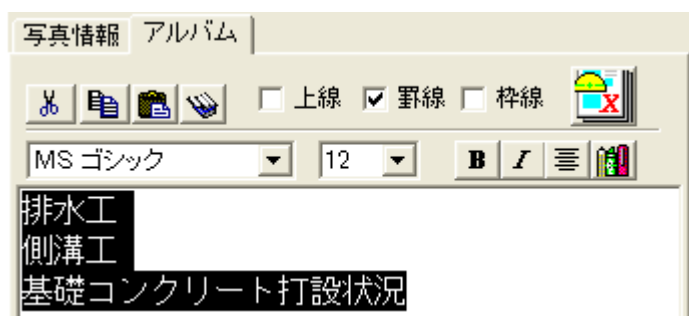 写真情報 アルバム
上線 罫線 枠線
MS ゴシック 12 B I
排水工
側溝工
基礎コンクリート打設状況